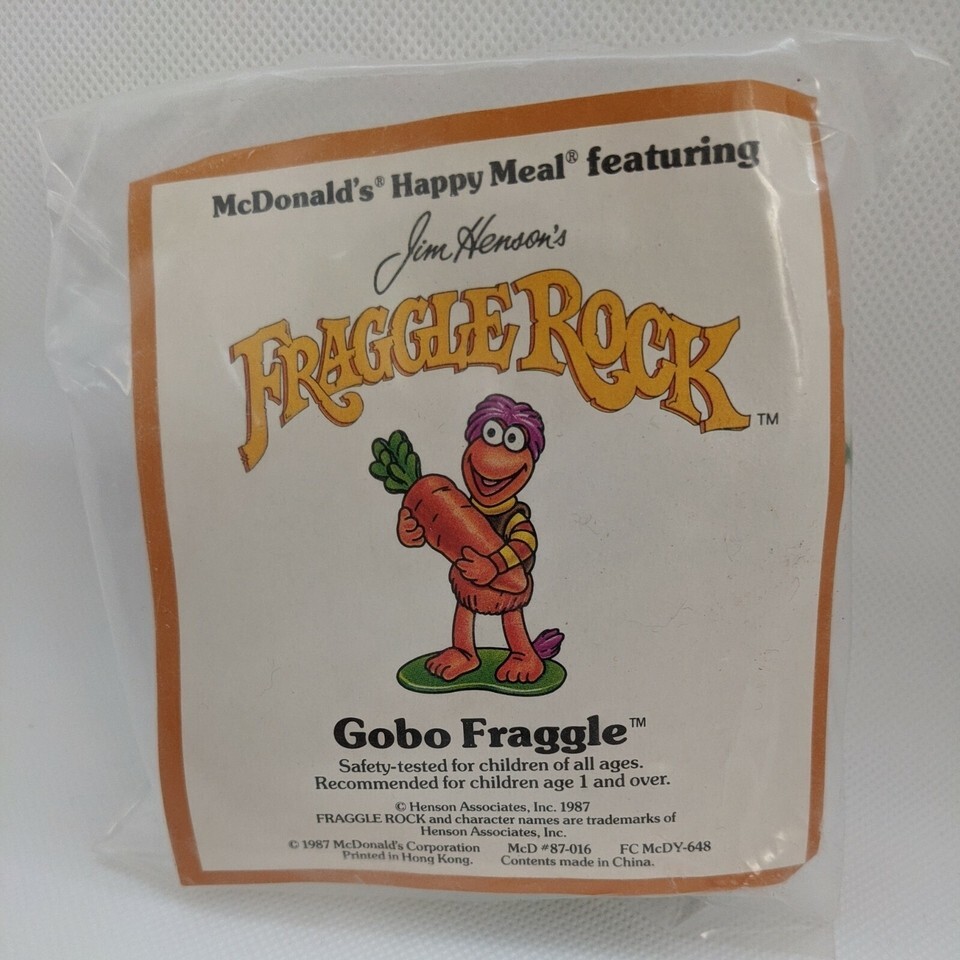 McDonald's® Happy Meal® featuring
Jim Henson's
FRAGGLE ROCK™
Gobo Fraggle™
Safety-tested for children of all ages.
Recommended for children age 1 and over.
© Henson Associates, Inc. 1987
FRAGGLE ROCK and character names are trademarks of
Henson Associates, Inc.
© 1987 McDonald's Corporation McD #87-016 FC McDY-648
Printed in Hong Kong. Contents made in China.